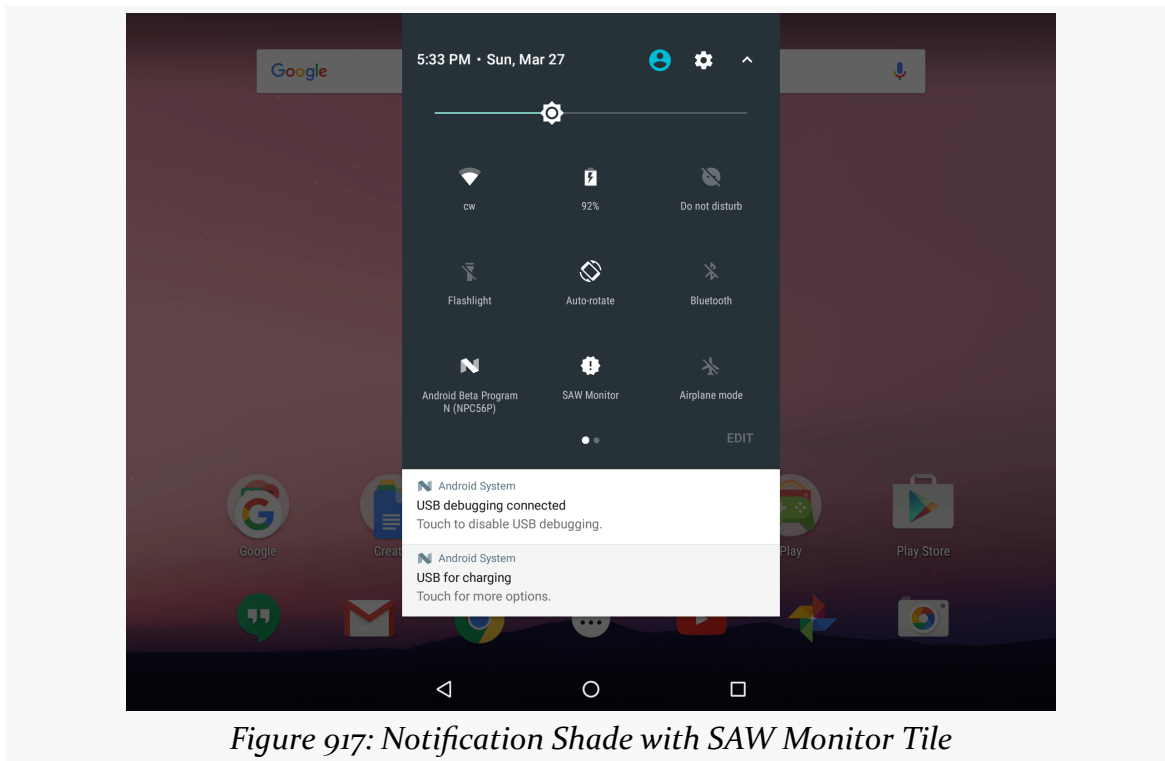 Google
5:33 PM • Sun, Mar 27
cw
92%
Do not disturb
Flashlight
Auto-rotate
Bluetooth
Android Beta Program
N (NPC56P)
SAW Monitor
Airplane mode
EDIT
Android System
USB debugging connected
Touch to disable USB debugging.
Android System
USB for charging
Touch for more options.
Google
Creat
Play
Play Store
Figure 917: Notification Shade with SAW Monitor Tile